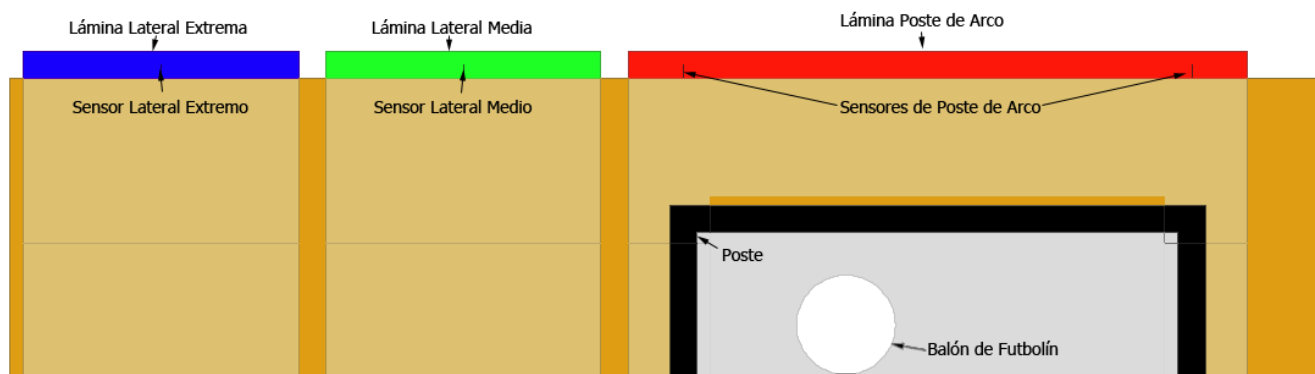 Lámina Lateral Extrema
Lámina Lateral Media
Lámina Poste de Arco
Sensor Lateral Extremo
Sensor Lateral Medio
Sensores de Poste de Arco
Poste
Balón de Futbolín